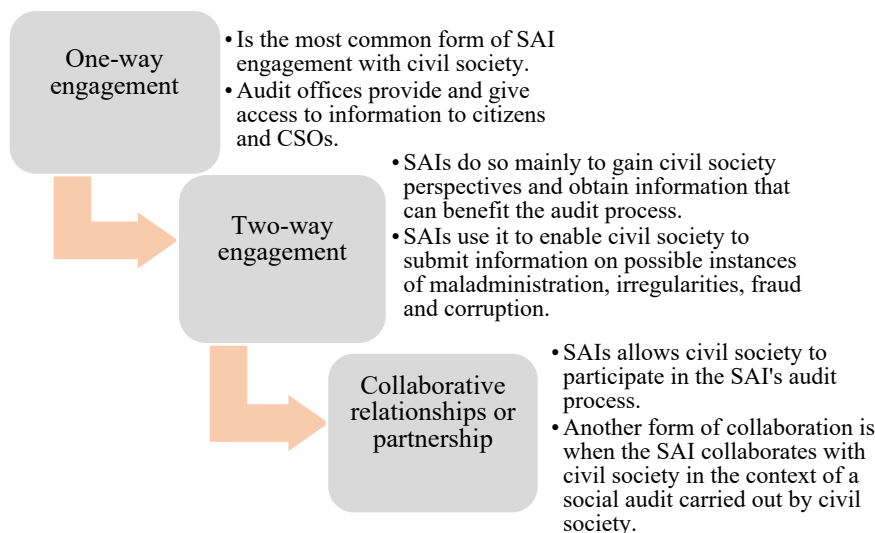 One-way
engagement
• Is the most common form of SAI
engagement with civil society.
• Audit offices provide and give
access to information to citizens
and CSOs.
Two-way
engagement
• SAIs do so mainly to gain civil society
perspectives and obtain information that
can benefit the audit process.
• SAIs use it to enable civil society to
submit information on possible instances
of maladministration, irregularities, fraud
and corruption.
Collaborative
relationships or
partnership
• SAIs allows civil society to
participate in the SAI's audit
process.
• Another form of collaboration is
when the SAI collaborates with
civil society in the context of a
social audit carried out by civil
society.